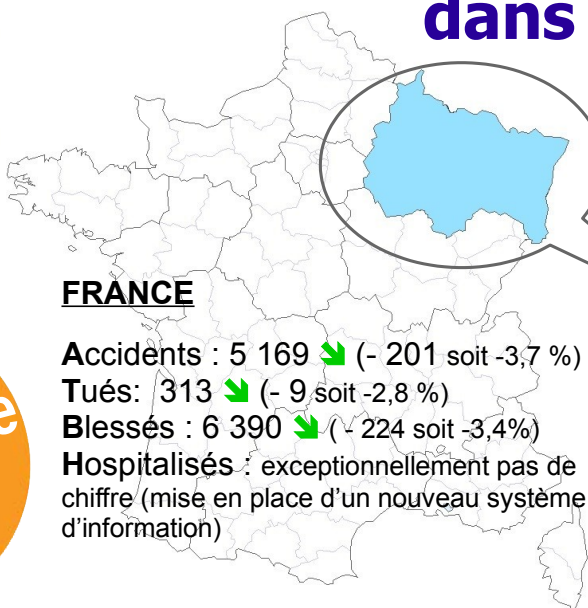 dans
FRANCE
Accidents : 5 169 ↘ (- 201 soit -3,7 %)
Tués: 313 ↘ (- 9 soit -2,8 %)
e
Blessés : 6 390 ↘ ( - 224 soit -3,4%)
Hospitalisés : exceptionnellement pas de
chiffre (mise en place d’un nouveau système
d’information)